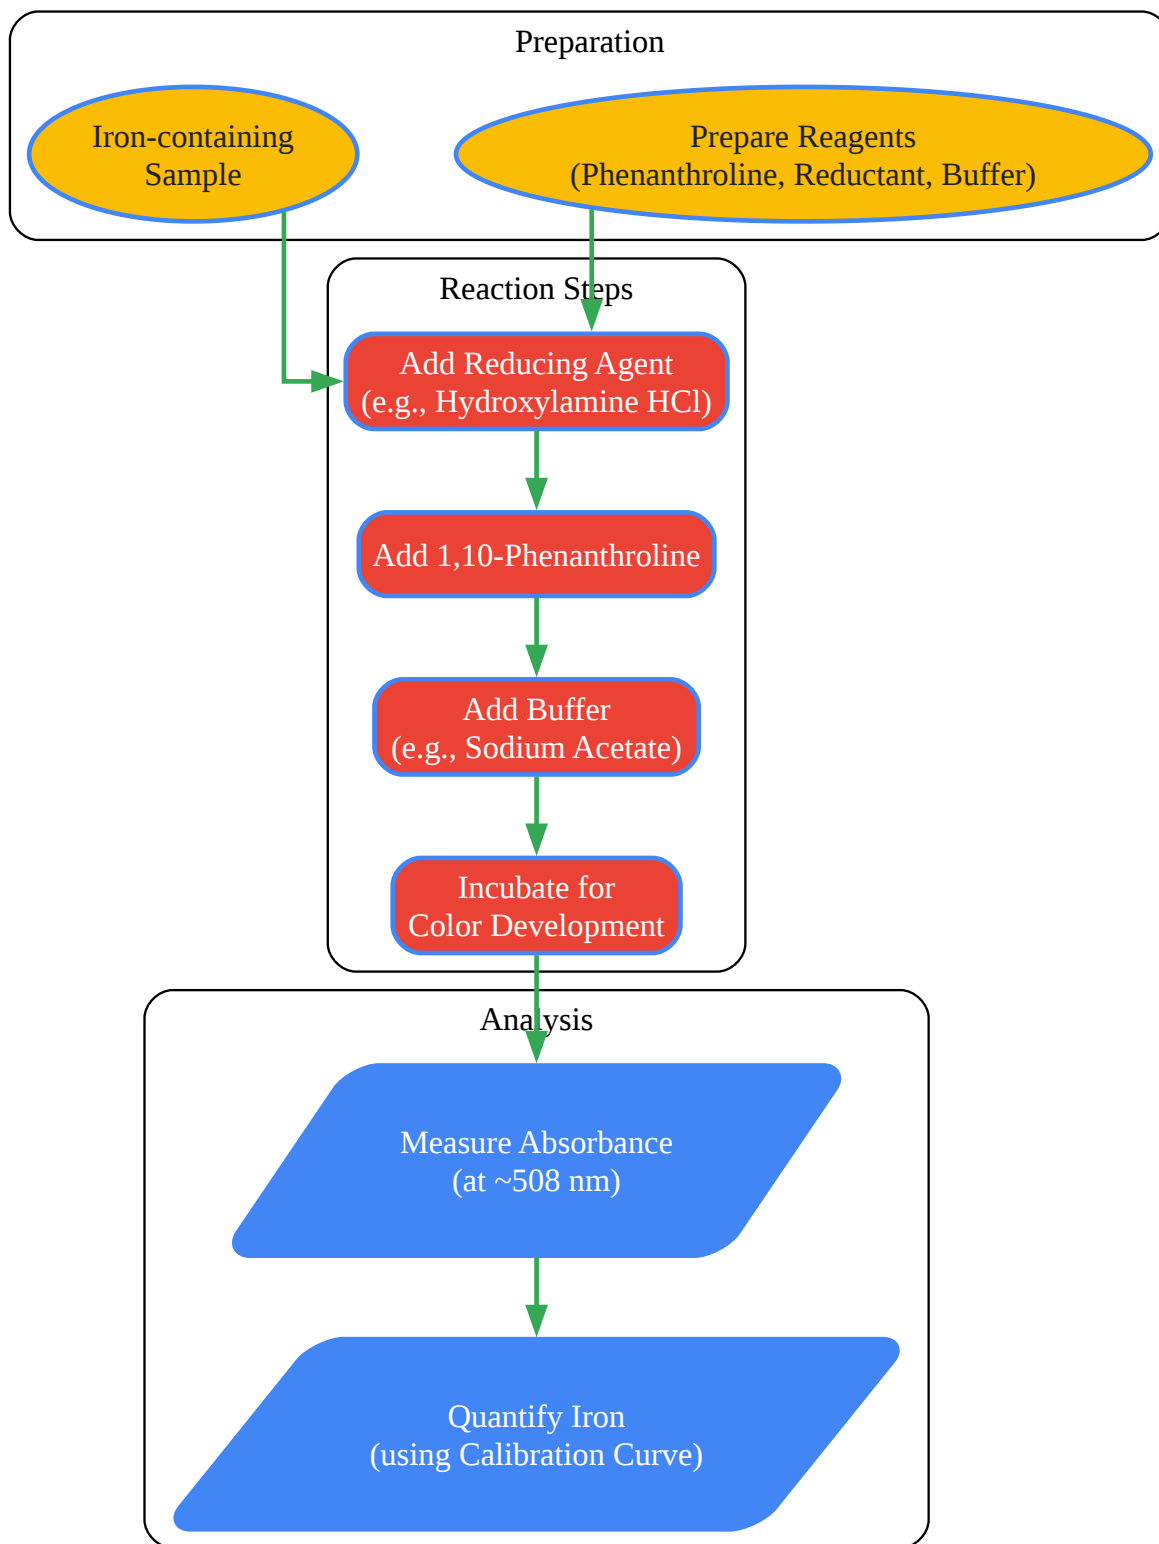 Preparation
Iron-containing
Sample
Prepare Reagents
(Phenanthroline, Reductant, Buffer)
Reaction Steps
Add Reducing Agent
(e.g., Hydroxylamine HCl)
Add 1,10-Phenanthroline
Add Buffer
(e.g., Sodium Acetate)
Incubate for
Color Development
Analysis
Measure Absorbance
(at ~508 nm)
Quantify Iron
(using Calibration Curve)